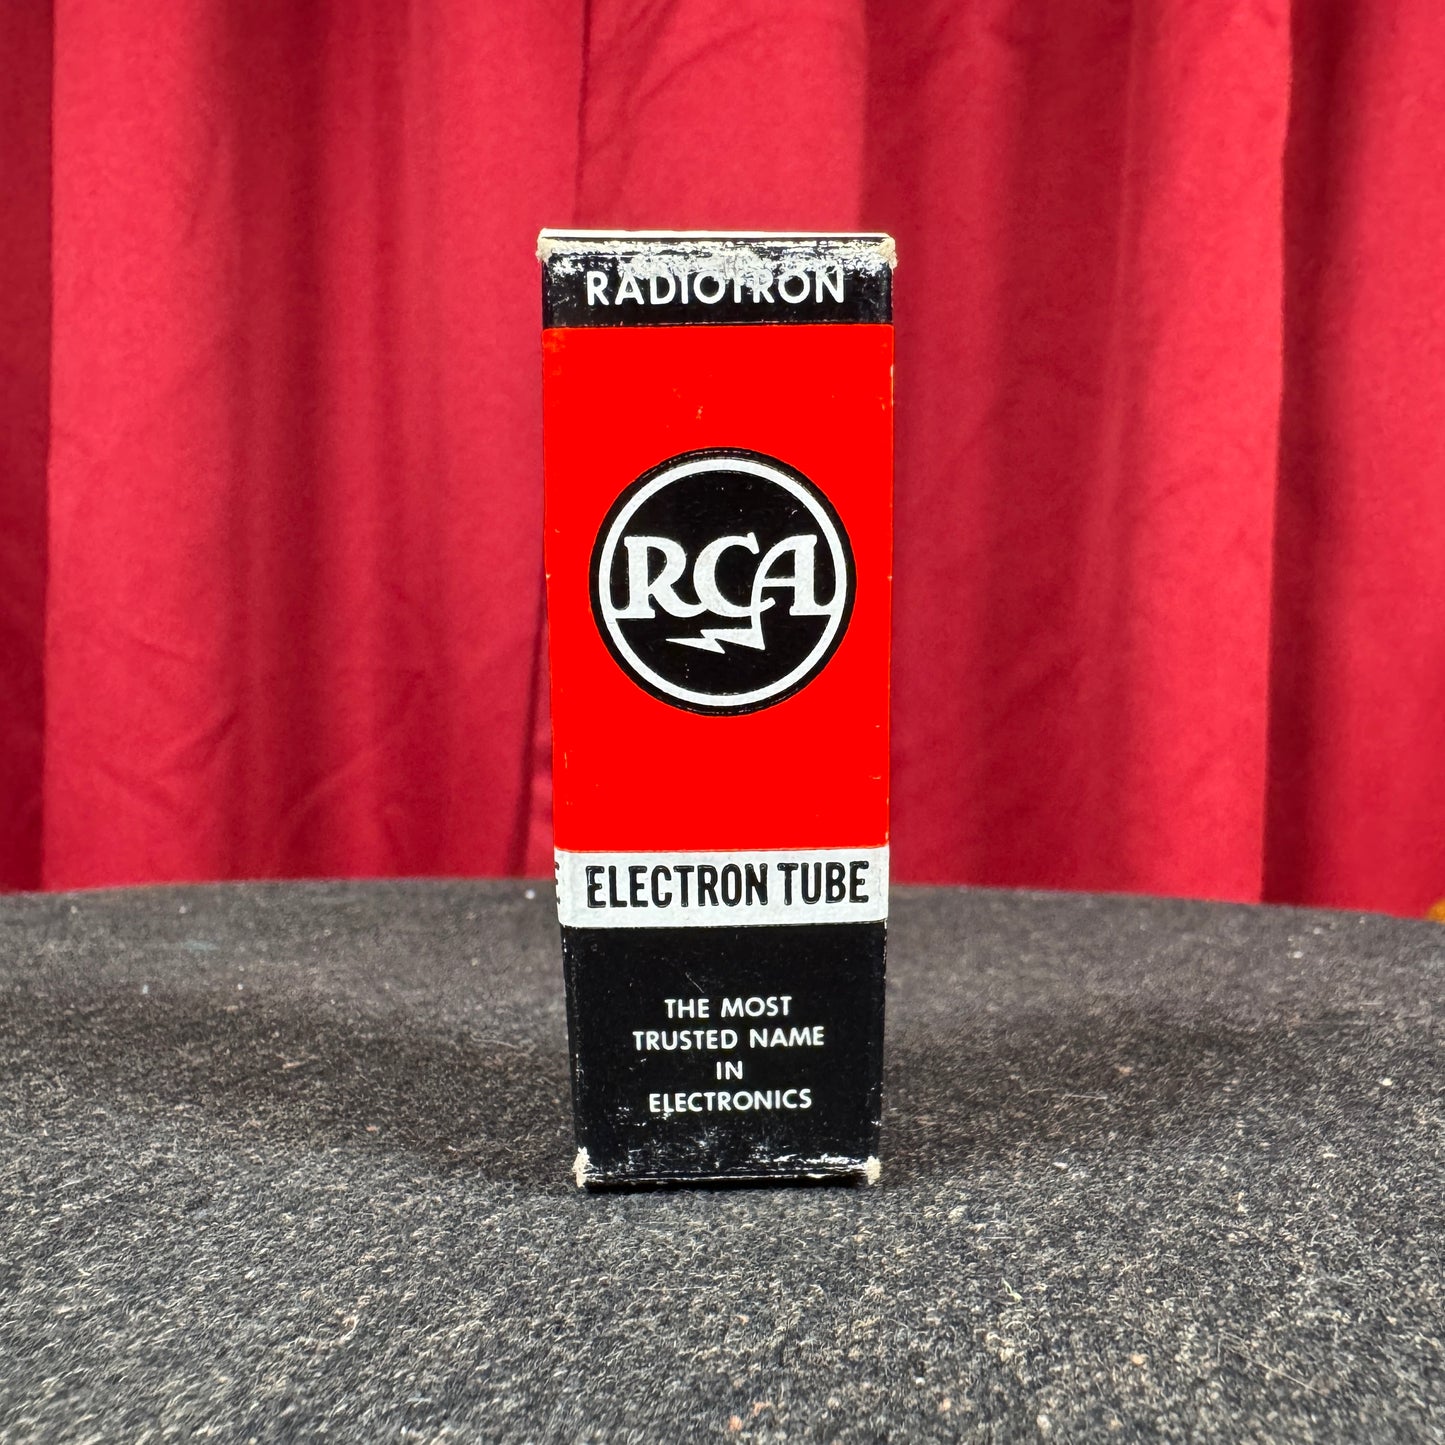 RADIOTRON
RCA
ELECTRON TUBE
THE MOST
TRUSTED NAME
IN
ELECTRONICS